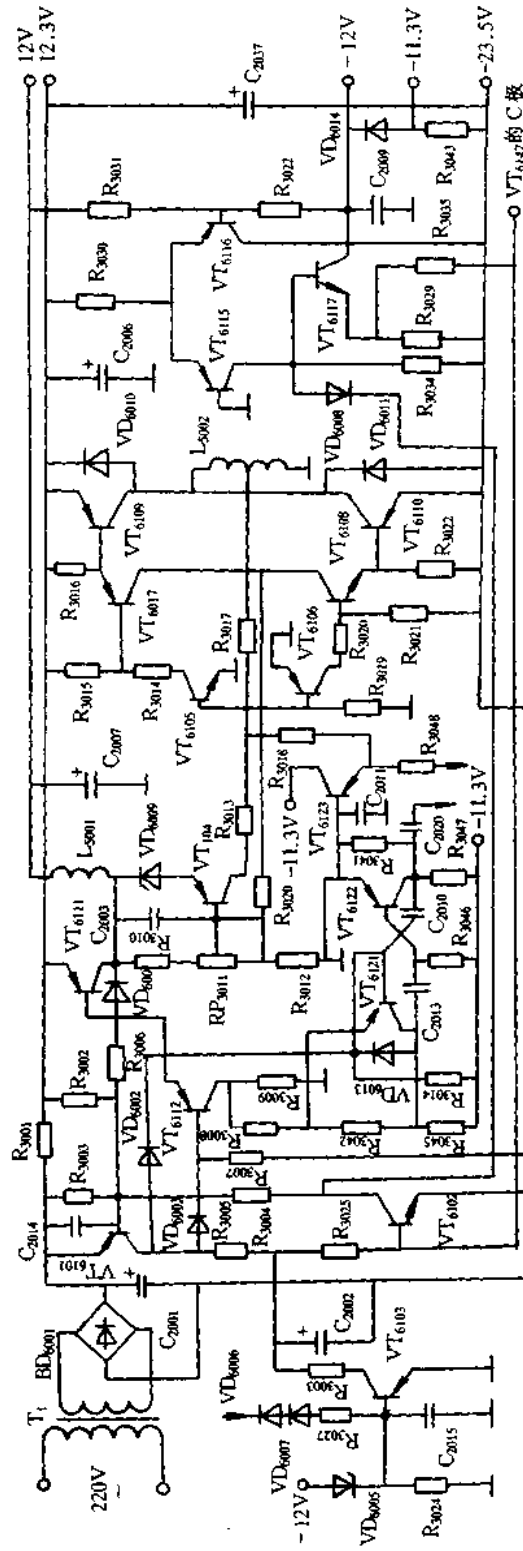 220V
~
T₁
BD6001
C2001
VT6101
C2014
R3003
R3001
R3002
R3006
VD6002
VD6003
VT6112
R3005
R3004
R3007
R3008
R3009
R3025
VT6102
-12V
VD6007
VD6006
VD6005
R3027
R3003
C2002
VT6103
R3024
C2015
VT6111
C2003
L5001
VD6009
R3010
RP3011
R3012
VT104
R3013
R3020
C2007
R3042
R3045
VD6013
R3014
VT6121
C2013
VT6122
C2010
R3046
R3047
C2020
R3041
VT6123
C2011
-11.3V
-11.3V
R3016
R3048
R3015
R3014
VT6105
R3016
VT6017
R3017
VT6109
VD6010
L5002
VT6106
R3019
R3020
R3021
VT6108
VT6110
R3022
VD6008
VD6011
C2006
R3030
R3031
VT6115
VT6116
R3022
VT6117
R3034
R3029
R3035
C2009
VD6014
R3043
C2037
12V
12.3V
-12V
-11.3V
-23.5V
VT6147的C极